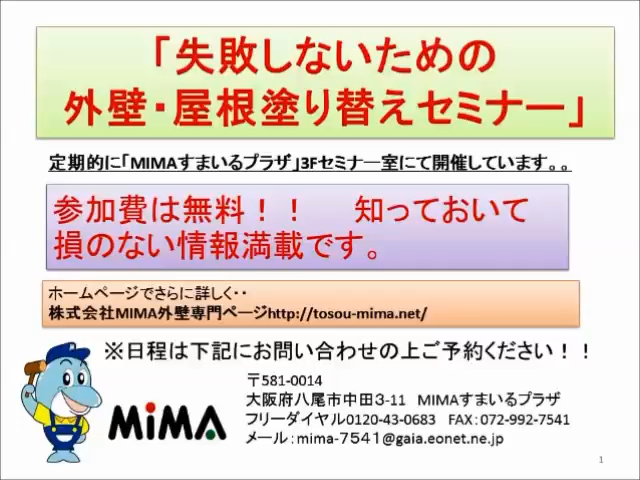 「失敗しないための
外壁・屋根塗り替えセミナー」
定期的に「MIMAすまいるプラザ」3Fセミナー室にて開催しています。。
参加費は無料！！　知っておいて
損のない情報満載です。
ホームページでさらに詳しく・・
株式会社MIMA外壁専門ページhttp://tosou-mima.net/
※日程は下記にお問い合わせの上ご予約ください！！
〒581-0014
大阪府八尾市中田３-11　MIMAすまいるプラザ
フリーダイヤル0120-43-0683　FAX：072-992-7541
メール：mima-7541@gaia.eonet.ne.jp
MiMA
1